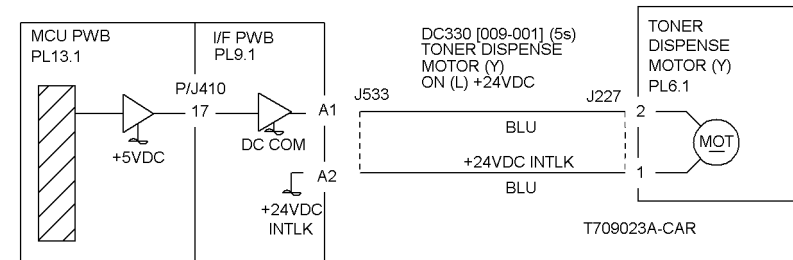 MCU PWB
PL13.1
I/F PWB
PL9.1
P/J410
17
+5VDC
DC COM
A1
A2
+24VDC
INTLK
J533
DC330 [009-001] (5s)
TONER DISPENSE
MOTOR (Y)
ON (L) +24VDC
BLU
+24VDC INTLK
BLU
J227
2
1
TONER
DISPENSE
MOTOR (Y)
PL6.1
MOT
T709023A-CAR